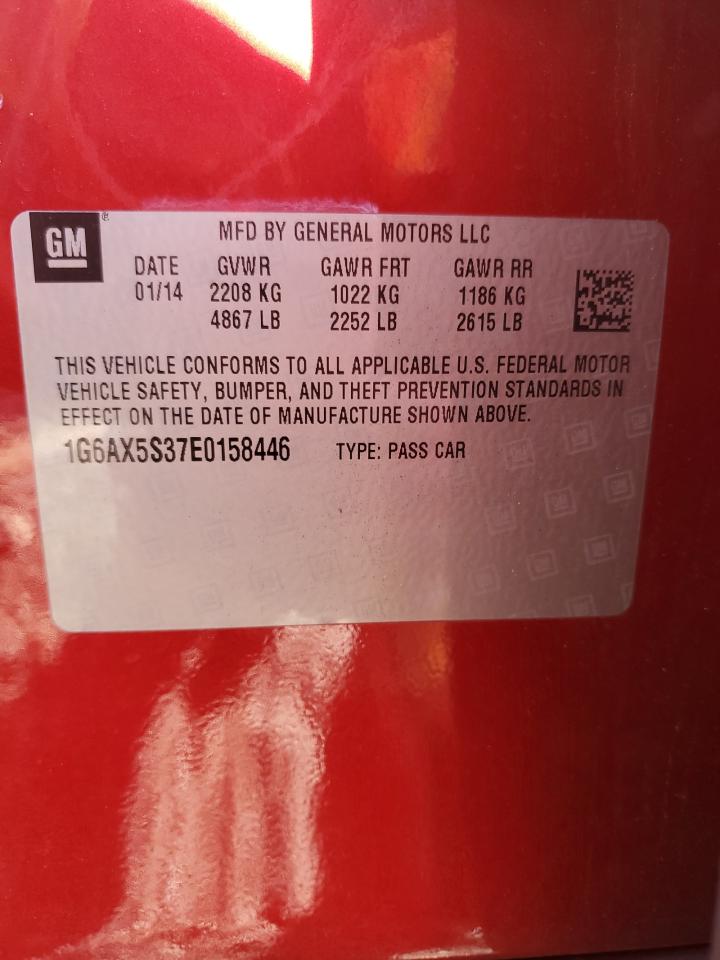 GM®
MFD BY GENERAL MOTORS LLC
DATE GVWR GAWR FRT GAWR RR
01/14 2208 KG 1022 KG 1186 KG
4867 LB 2252 LB 2615 LB
THIS VEHICLE CONFORMS TO ALL APPLICABLE U.S. FEDERAL MOTOR
VEHICLE SAFETY, BUMPER, AND THEFT PREVENTION STANDARDS IN
EFFECT ON THE DATE OF MANUFACTURE SHOWN ABOVE.
1G6AX5S37E0158446 TYPE: PASS CAR